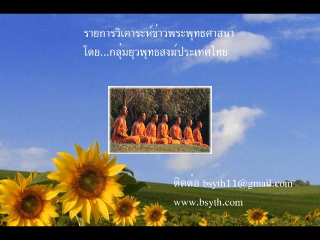 รายการวิเคาระห์ข่าวพระพุทธศาสนา
โดย...กลุ่มยุวพุทธสงฆ์ประเทศไทย
ติดต่อ bsyth11@gmail.com
www.bsyth.com